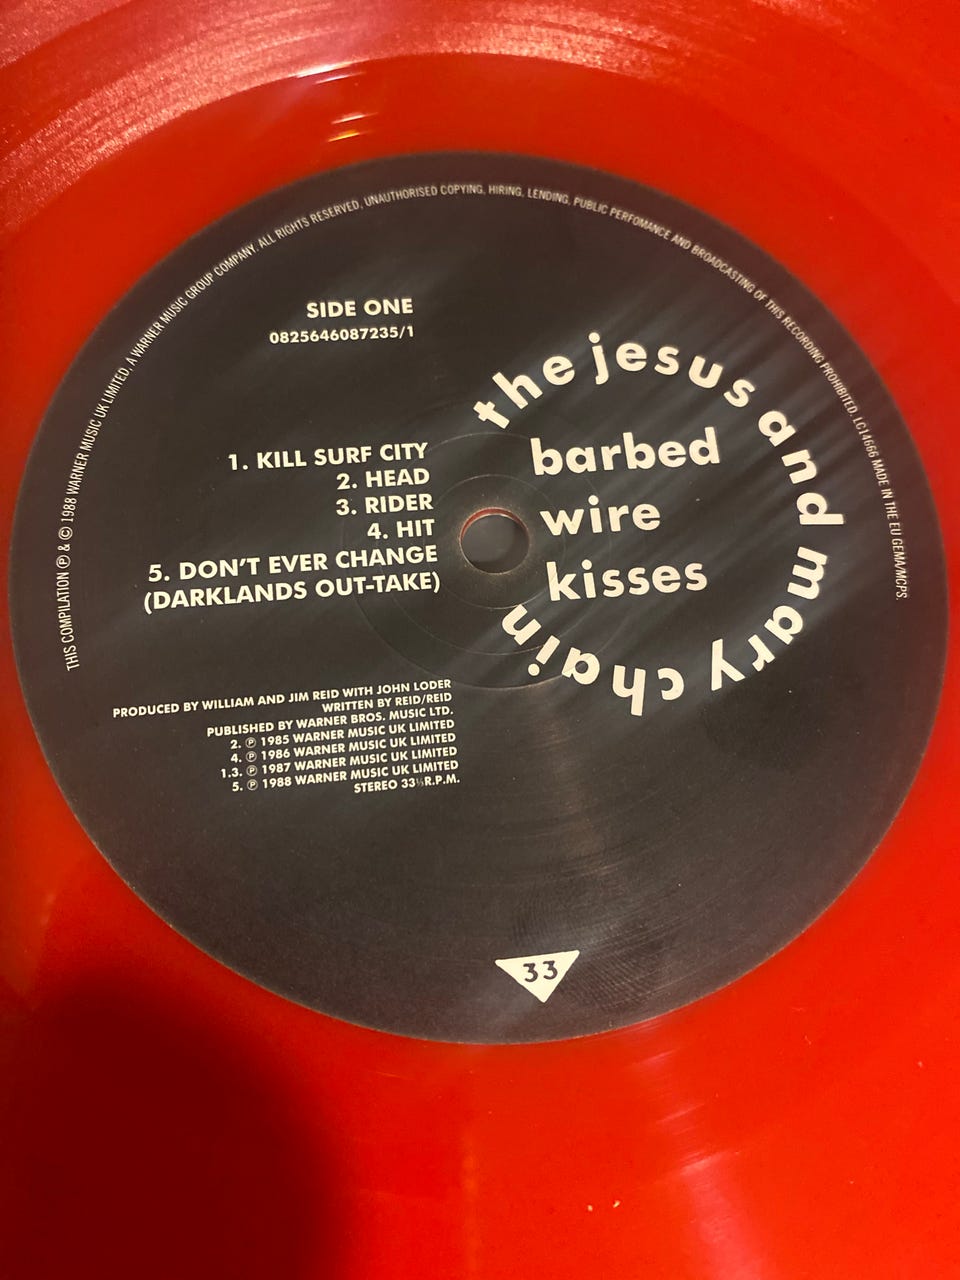 THIS COMPILATION Ⓟ & © 1988 WARNER MUSIC UK LIMITED, A WARNER MUSIC GROUP COMPANY. ALL RIGHTS RESERVED, UNAUTHORISED COPYING, HIRING, LENDING, PUBLIC PERFOMANCE AND BROADCASTING OF THIS RECORDING PROHIBITED. LC14666 MADE IN THE EU GEMA/MCPS.
SIDE ONE
0825646087235/1
1. KILL SURF CITY
2. HEAD
3. RIDER
4. HIT
5. DON'T EVER CHANGE
(DARKLANDS OUT-TAKE)
the jesus and mary chain
barbed
wire
kisses
PRODUCED BY WILLIAM AND JIM REID WITH JOHN LODER
WRITTEN BY REID/REID
PUBLISHED BY WARNER BROS. MUSIC LTD.
2. Ⓟ 1985 WARNER MUSIC UK LIMITED
4. Ⓟ 1986 WARNER MUSIC UK LIMITED
1.3. Ⓟ 1987 WARNER MUSIC UK LIMITED
5. Ⓟ 1988 WARNER MUSIC UK LIMITED
STEREO 33⅓R.P.M.
33